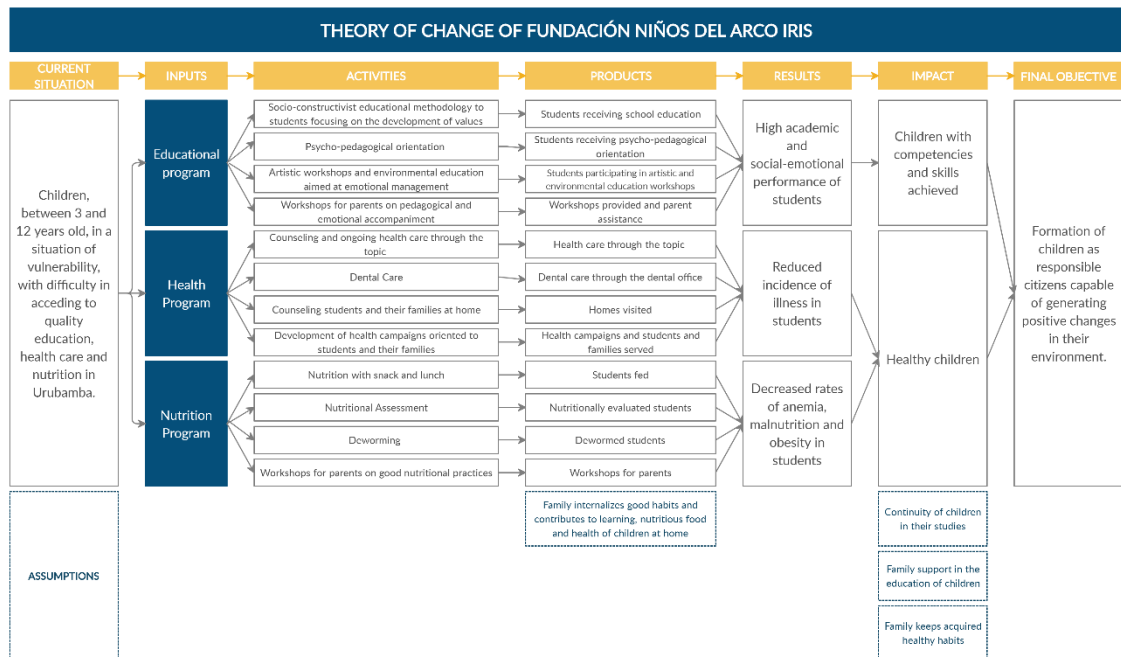 THEORY OF CHANGE OF FUNDACIÓN NIÑOS DEL ARCO IRIS
CURRENT
SITUATION
INPUTS
ACTIVITIES
PRODUCTS
RESULTS
IMPACT
FINAL OBJECTIVE
Children,
between 3 and
12 years old, in a
situation of
vulnerability,
with difficulty in
acceding to
quality
education,
health care and
nutrition in
Urubamba.
Educational
program
Socio-constructivist educational methodology to
students focusing on the development of values
Psycho-pedagogical orientation
Artistic workshops and environmental education
aimed at emotional management
Workshops for parents on pedagogical and
emotional accompaniment
Students receiving school education
Students receiving psycho-pedagogical
orientation
Students participating in artistic and
environmental education workshops
Workshops provided and parent
assistance
High academic
and
social-emotional
performance of
students
Children with
competencies
and skills
achieved
Health
Program
Counseling and ongoing health care through the
topic
Dental Care
Counseling students and their families at home
Development of health campaigns oriented to
students and their families
Health care through the topic
Dental care through the dental office
Homes visited
Health campaigns and students and
families served
Reduced
incidence of
illness in
students
Nutrition
Program
Nutrition with snack and lunch
Nutritional Assessment
Deworming
Workshops for parents on good nutritional practices
Students fed
Nutritionally evaluated students
Dewormed students
Workshops for parents
Decreased rates
of anemia,
malnutrition and
obesity in
students
Healthy children
Formation of
children as
responsible
citizens capable
of generating
positive changes
in their
environment.
ASSUMPTIONS
Family internalizes good habits and
contributes to learning, nutritious food
and health of children at home
Continuity of children
in their studies
Family support in the
education of children
Family keeps acquired
healthy habits